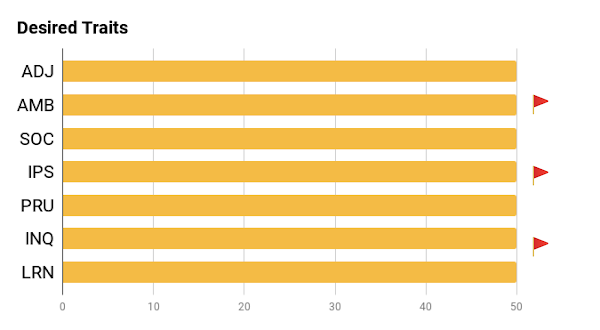 Desired Traits
ADJ
AMB
SOC
IPS
PRU
INQ
LRN
0 10 20 30 40 50